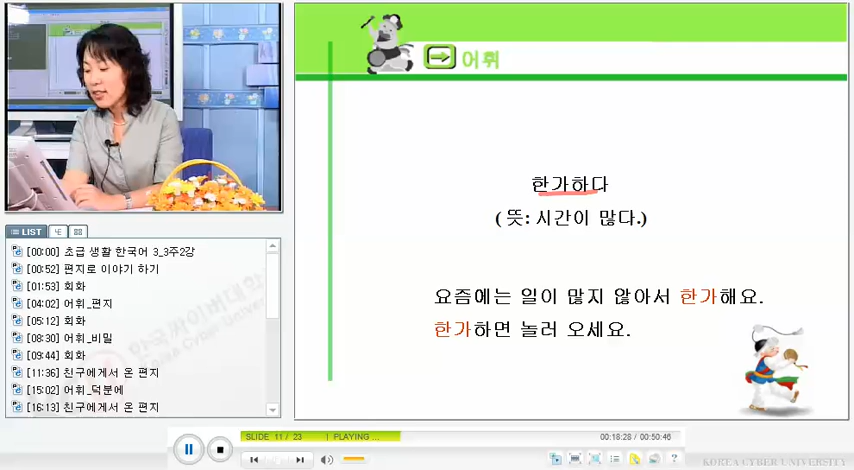 어휘
한가하다
( 뜻: 시간이 많다.)
요즘에는 일이 많지 않아서 한가해요.
한가하면 놀러 오세요.
LIST
[00:00] 초급 생활 한국어 3_3주2강
[00:52] 편지로 이야기 하기
[01:53] 회화
[04:02] 어휘_편지
[05:12] 회화
[08:30] 어휘_비밀
[09:44] 회화
[11:36] 친구에게서 온 편지
[15:02] 어휘_덕분에
[16:13] 친구에게서 온 편지
SLIDE 11 / 23 | PLAYING ...
00:18:28 / 00:50:46
KOREA CYBER UNIVERSITY